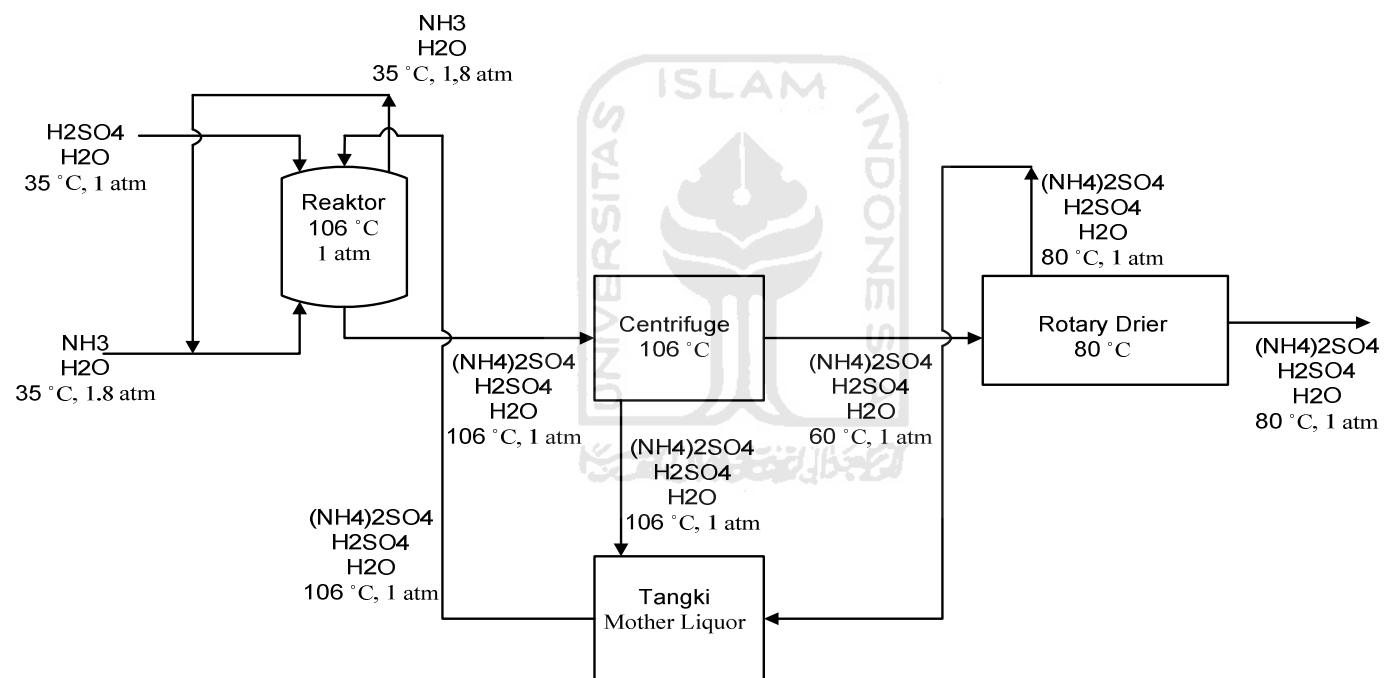 NH3
H2O
35 °C, 1,8 atm
H2SO4
H2O
35 °C, 1 atm
Reaktor
106 °C
1 atm
NH3
H2O
35 °C, 1.8 atm
(NH4)2SO4
H2SO4
H2O
106 °C, 1 atm
Centrifuge
106 °C
(NH4)2SO4
H2SO4
H2O
60 °C, 1 atm
(NH4)2SO4
H2SO4
H2O
80 °C, 1 atm
Rotary Drier
80 °C
(NH4)2SO4
H2SO4
H2O
80 °C, 1 atm
(NH4)2SO4
H2SO4
H2O
106 °C, 1 atm
(NH4)2SO4
H2SO4
H2O
106 °C, 1 atm
Tangki
Mother Liquor
UNIVERSITAS
ISLAM
INDONES